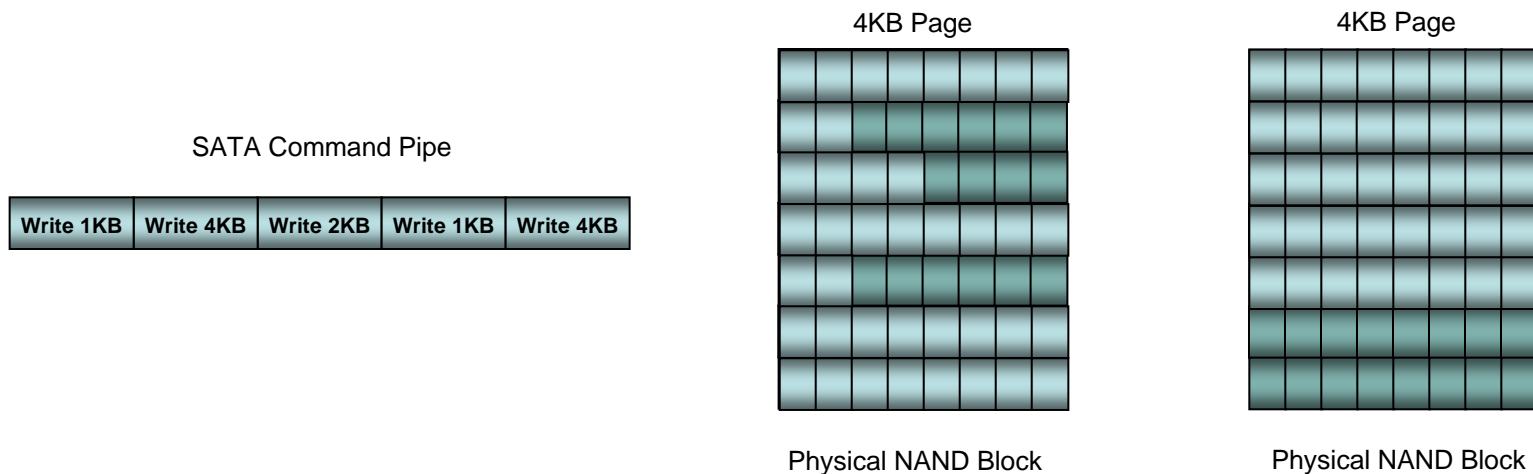 4KB Page
4KB Page
SATA Command Pipe
Write 1KB Write 4KB Write 2KB Write 1KB Write 4KB
Physical NAND Block
Physical NAND Block